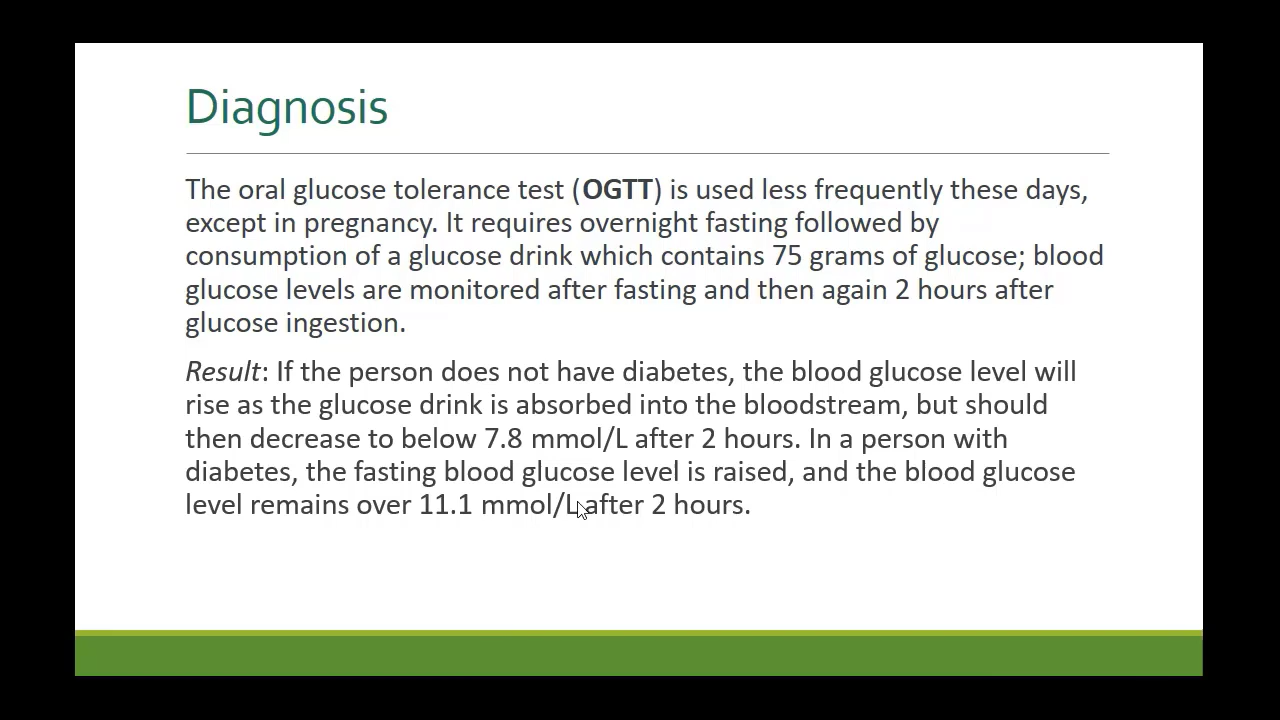 Diagnosis
The oral glucose tolerance test (OGTT) is used less frequently these days,
except in pregnancy. It requires overnight fasting followed by
consumption of a glucose drink which contains 75 grams of glucose; blood
glucose levels are monitored after fasting and then again 2 hours after
glucose ingestion.
Result: If the person does not have diabetes, the blood glucose level will
rise as the glucose drink is absorbed into the bloodstream, but should
then decrease to below 7.8 mmol/L after 2 hours. In a person with
diabetes, the fasting blood glucose level is raised, and the blood glucose
level remains over 11.1 mmol/L after 2 hours.